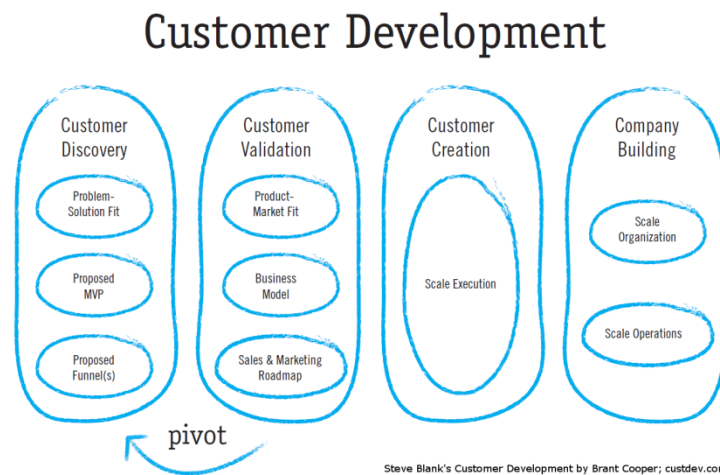 Customer Development
Customer
Discovery
Problem-
Solution Fit
Proposed
MVP
Proposed
Funnel(s)
Customer
Validation
Product-
Market Fit
Business
Model
Sales & Marketing
Roadmap
Customer
Creation
Scale Execution
Company
Building
Scale
Organization
Scale Operations
pivot
Steve Blank's Customer Development by Brant Cooper; custdev.com